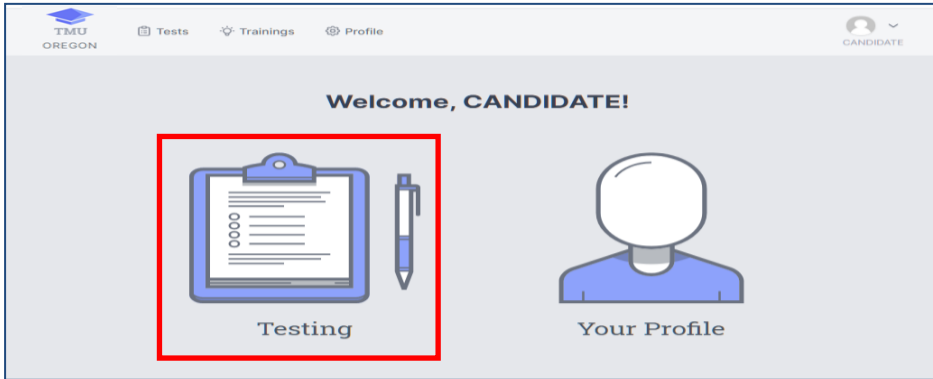 TMU
OREGON
Tests
Trainings
Profile
CANDIDATE
Welcome, CANDIDATE!
Testing
Your Profile